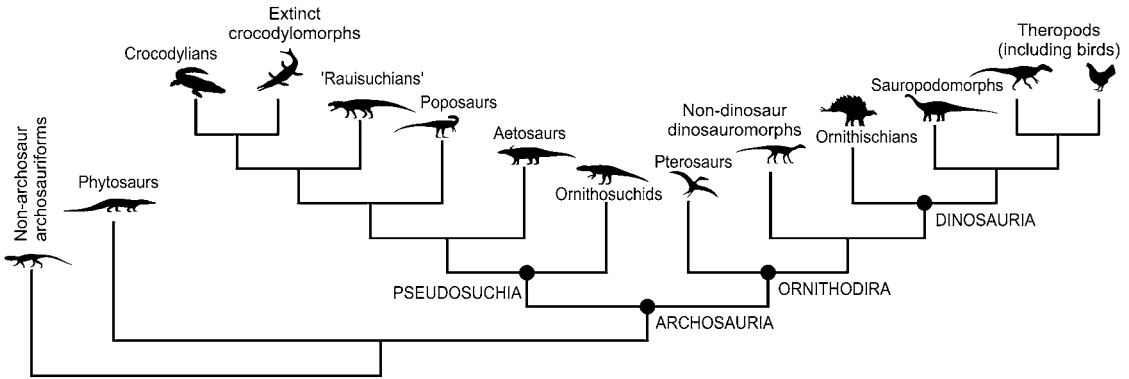 Extinct
crocodylomorphs
Crocodylians
'Rauisuchians'
Poposaurs
Aetosaurs
Ornithosuchids
Non-archosaur
archosauriforms
Phytosaurs
Theropods
(including birds)
Sauropodomorphs
Non-dinosaur
dinosauromorphs
Ornithischians
Pterosaurs
DINOSAURIA
PSEUDOSUCHIA
ORNITHODIRA
ARCHOSAURIA